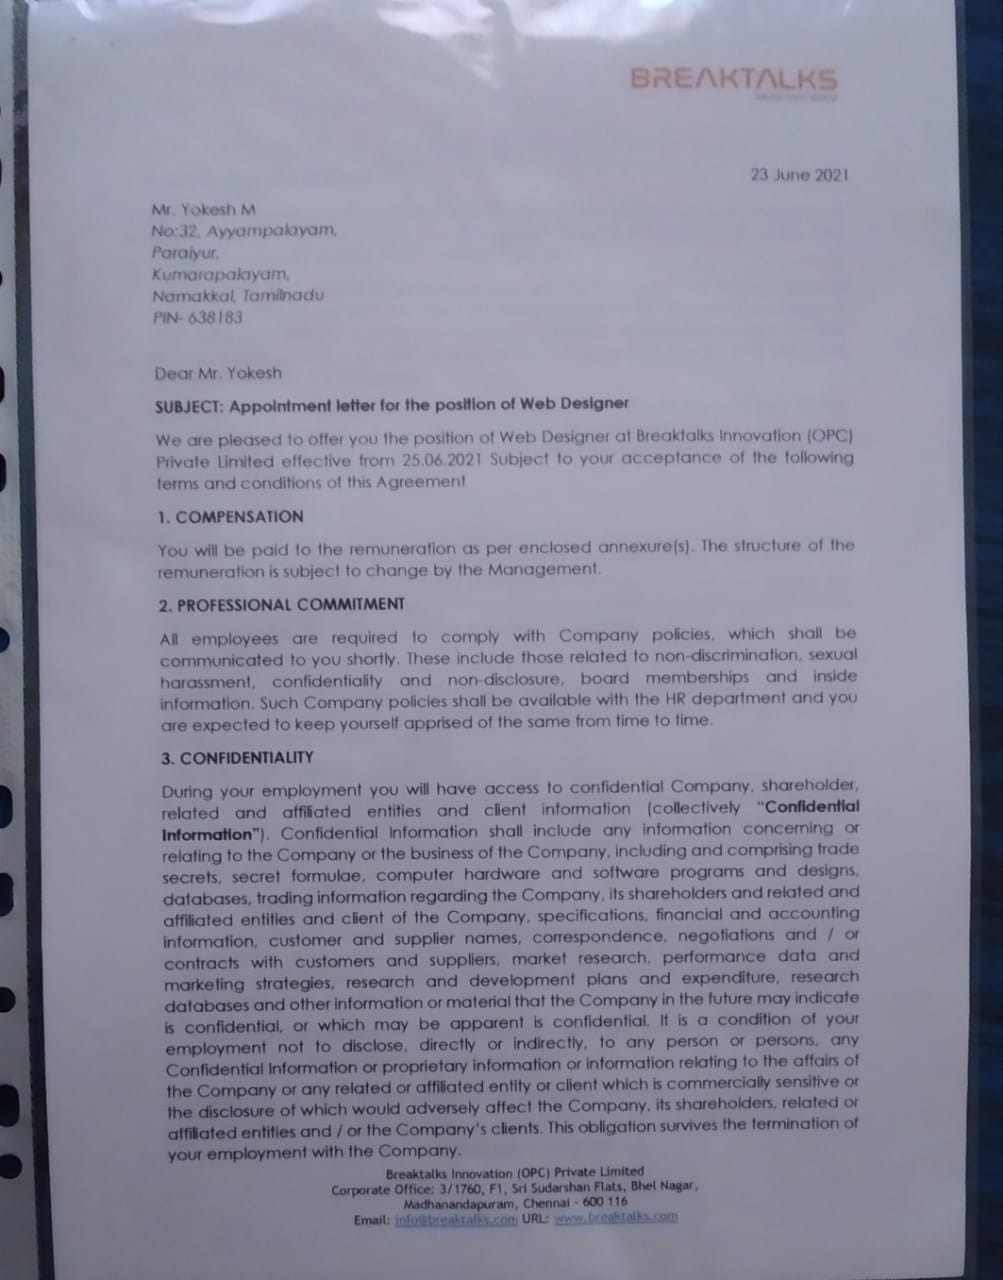 BREAKTALKS
23 June 2021
Mr. Yokesh M
No:32, Ayyampalayam,
Paraiyur,
Kumarapalayam,
Namakkal, Tamilnadu
PIN- 638183
Dear Mr. Yokesh
SUBJECT: Appointment letter for the position of Web Designer
We are pleased to offer you the position of Web Designer at Breaktalks Innovation (OPC)
Private Limited effective from 25.06.2021 Subject to your acceptance of the following
terms and conditions of this Agreement
1. COMPENSATION
You will be paid to the remuneration as per enclosed annexure(s). The structure of the
remuneration is subject to change by the Management.
2. PROFESSIONAL COMMITMENT
All employees are required to comply with Company policies, which shall be
communicated to you shortly. These include those related to non-discrimination, sexual
harassment, confidentiality and non-disclosure, board memberships and inside
information. Such Company policies shall be available with the HR department and you
are expected to keep yourself apprised of the same from time to time.
3. CONFIDENTIALITY
During your employment you will have access to confidential Company, shareholder,
related and affiliated entities and client information (collectively "Confidential
Information"). Confidential Information shall include any information concerning or
relating to the Company or the business of the Company, including and comprising trade
secrets, secret formulae, computer hardware and software programs and designs,
databases, trading information regarding the Company, its shareholders and related and
affiliated entities and client of the Company, specifications, financial and accounting
information, customer and supplier names, correspondence, negotiations and / or
contracts with customers and suppliers, market research, performance data and
marketing strategies, research and development plans and expenditure, research
databases and other information or material that the Company in the future may indicate
is confidential, or which may be apparent is confidential. It is a condition of your
employment not to disclose, directly or indirectly, to any person or persons, any
Confidential Information or proprietary information or information relating to the affairs of
the Company or any related or affiliated entity or client which is commercially sensitive or
the disclosure of which would adversely affect the Company, its shareholders, related or
affiliated entities and / or the Company's clients. This obligation survives the termination of
your employment with the Company.
Breaktalks Innovation (OPC) Private Limited
Corporate Office: 3/1760, F1, Sri Sudarshan Flats, Bhel Nagar,
Madhanandapuram, Chennai - 600 116
Email: info@breaktalks.com URL: www.breaktalks.com